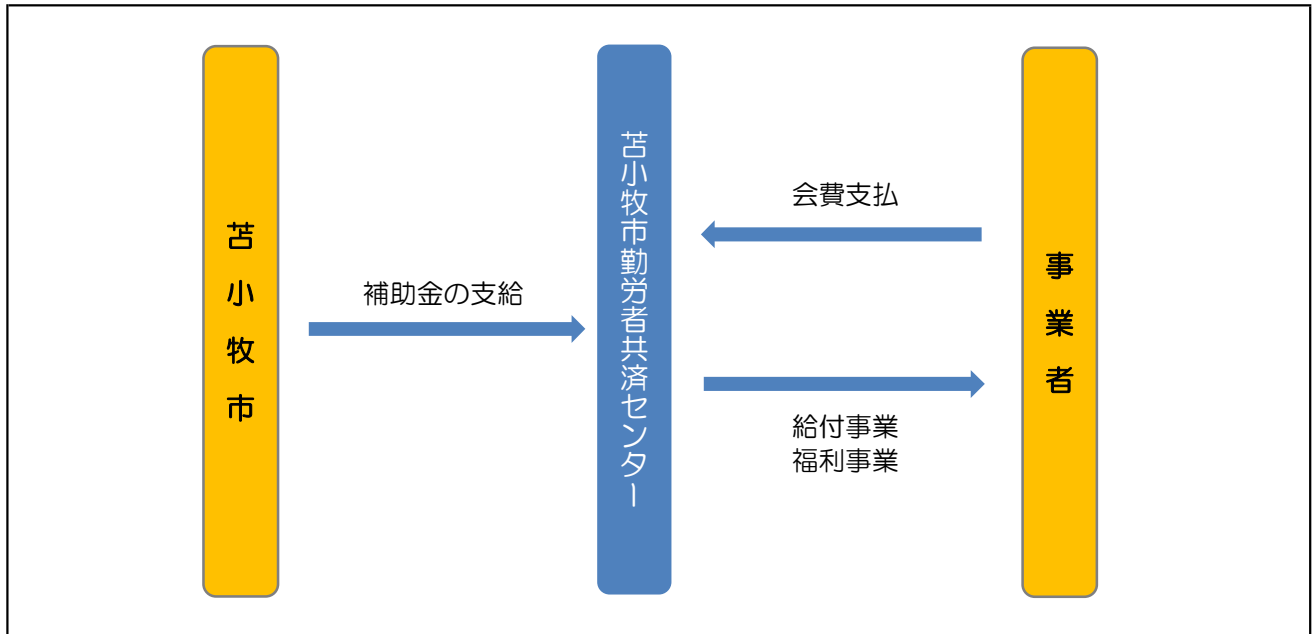 苫小牧市
補助金の支給
苫小牧市勤労者共済センター
会費支払
給付事業
福利事業
事業者